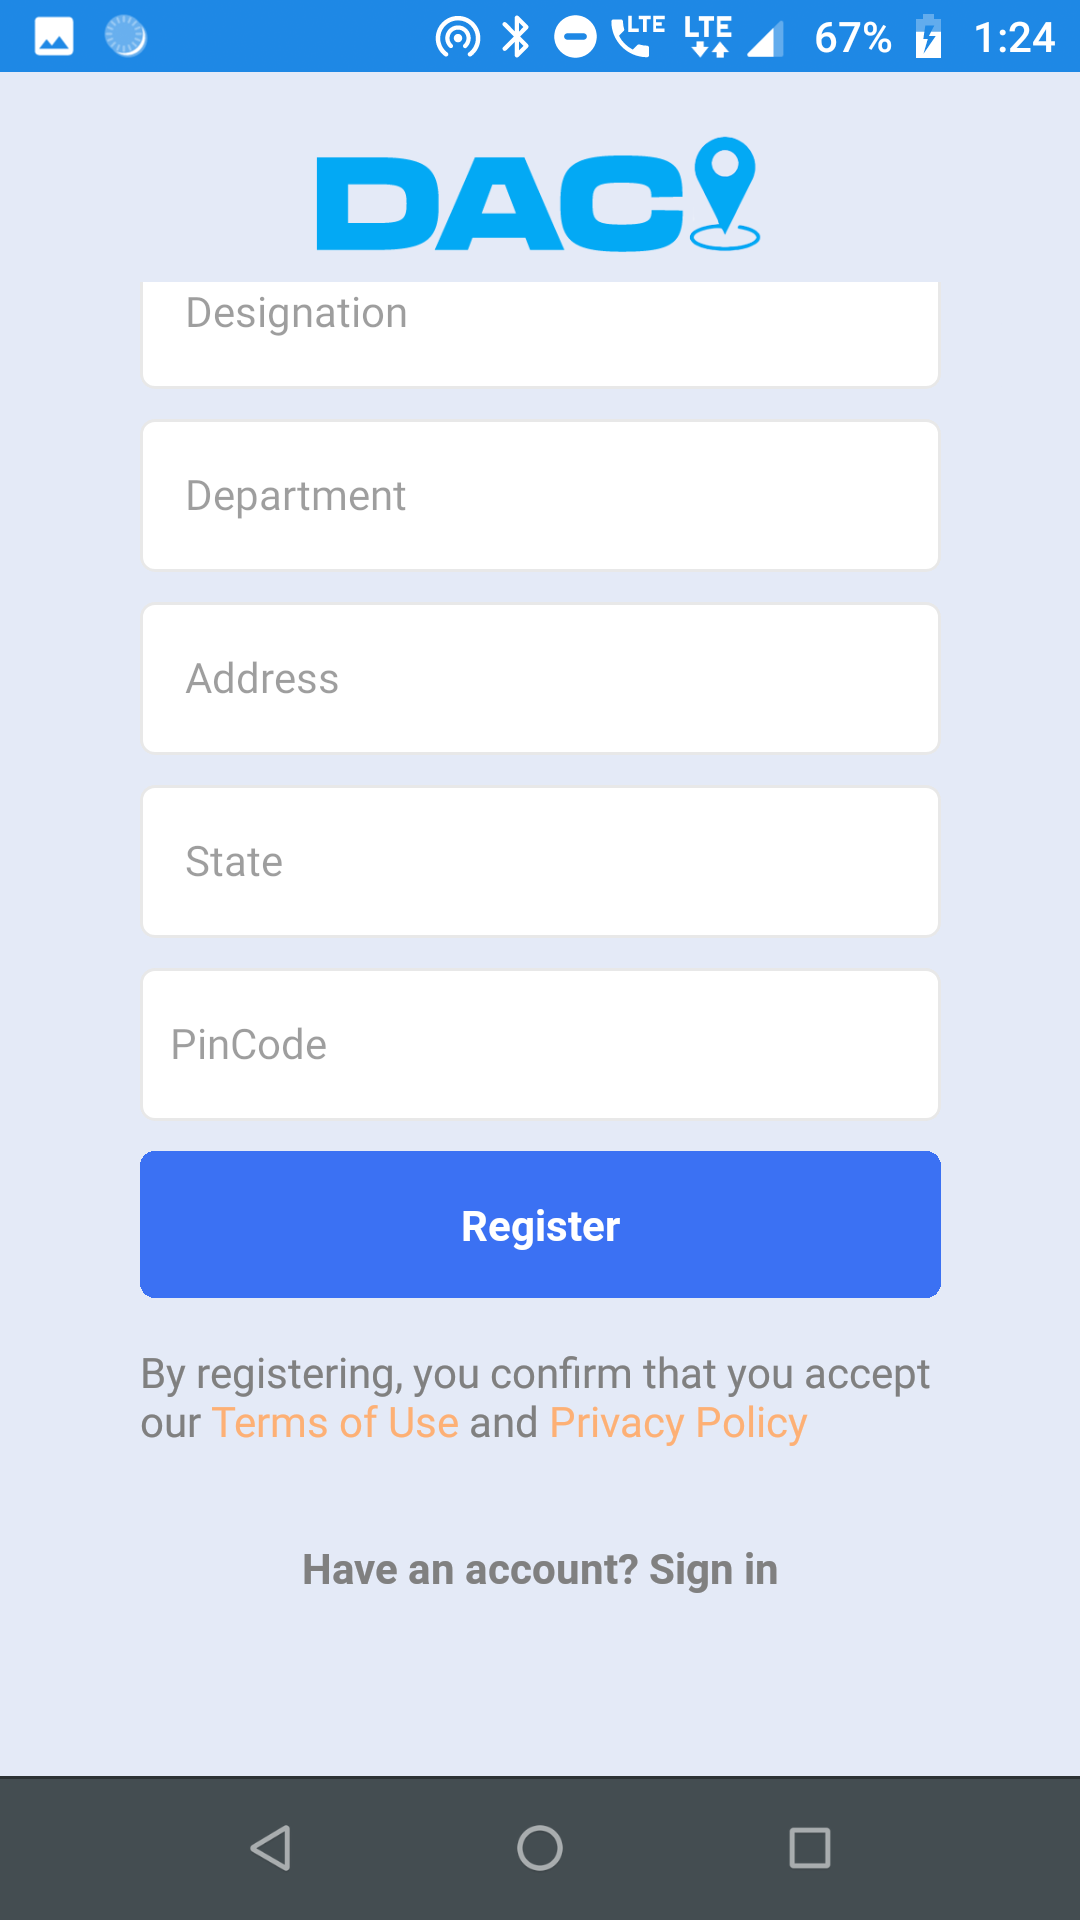 LTE LTE 67% 1:24
DAC
Designation
Department
Address
State
PinCode
Register
By registering, you confirm that you accept
our Terms of Use and Privacy Policy
Have an account? Sign in